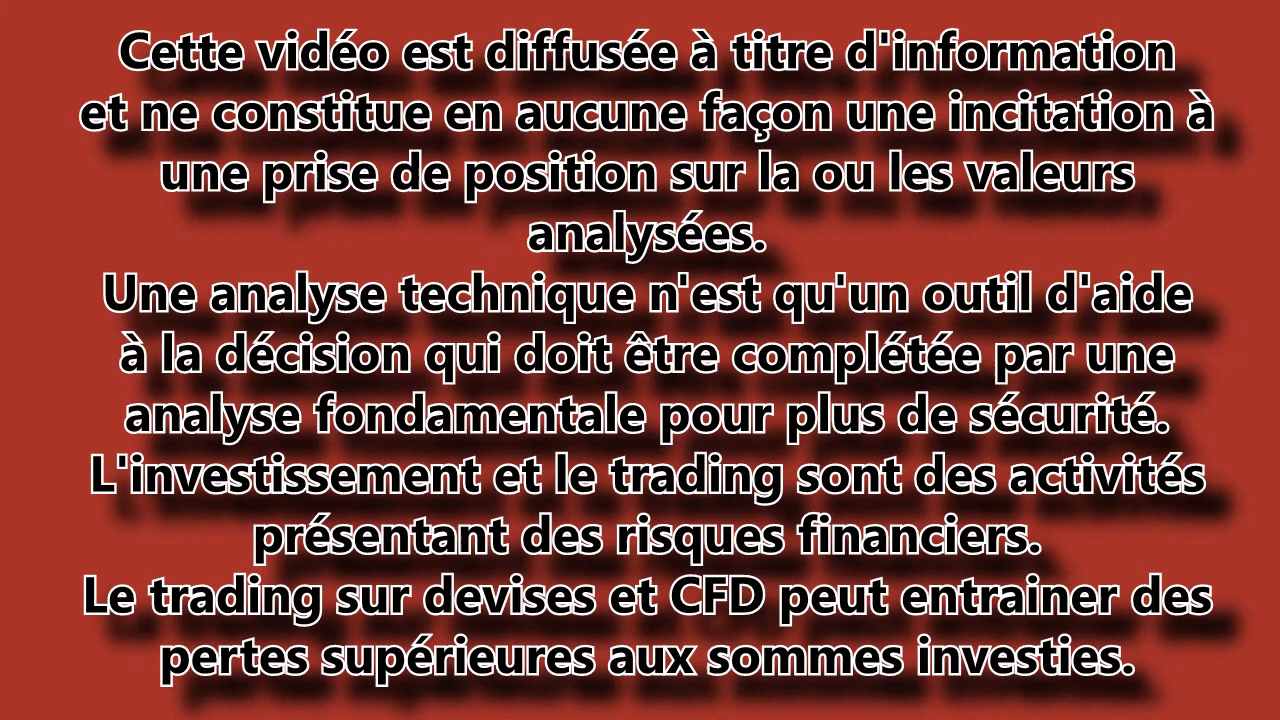 Cette vidéo est diffusée à titre d'information
et ne constitue en aucune façon une incitation à
une prise de position sur la ou les valeurs
analysées.
Une analyse technique n'est qu'un outil d'aide
à la décision qui doit être complétée par une
analyse fondamentale pour plus de sécurité.
L'investissement et le trading sont des activités
présentant des risques financiers.
Le trading sur devises et CFD peut entrainer des
pertes supérieures aux sommes investies.